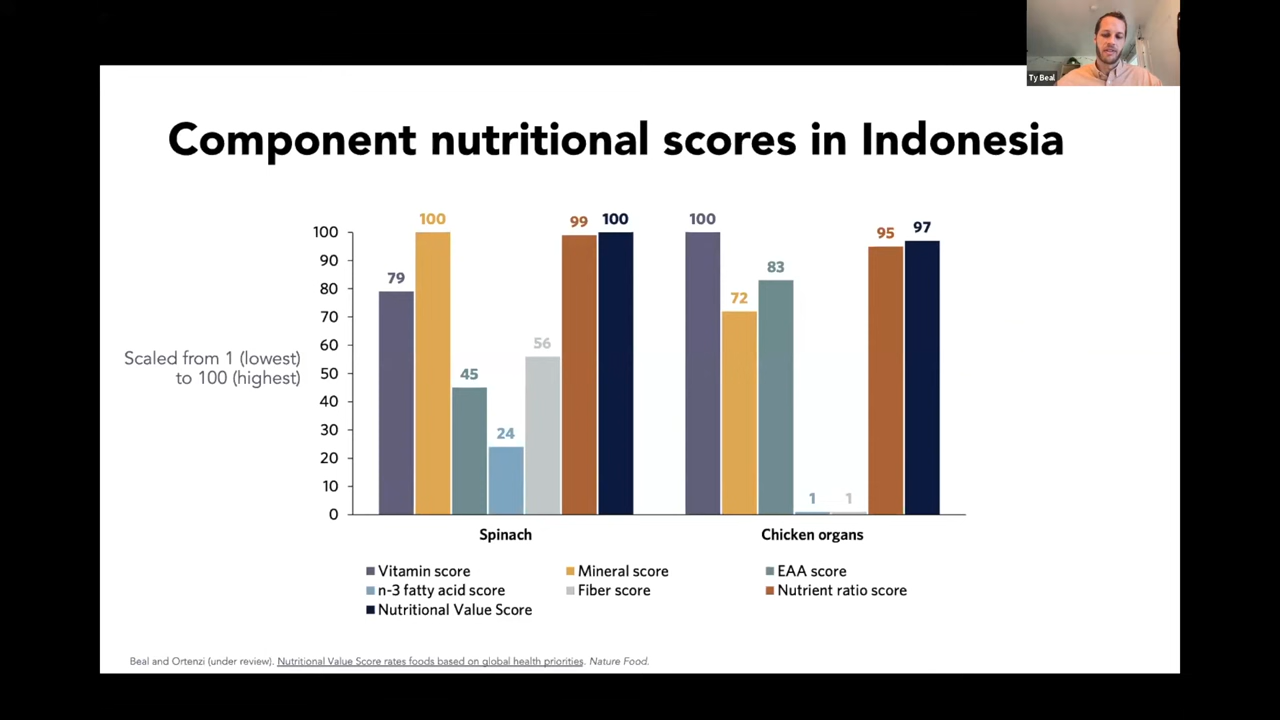 Ty Beal
Component nutritional scores in Indonesia
Scaled from 1 (lowest)
to 100 (highest)
100
90
80
70
60
50
40
30
20
10
0
79
100
45
24
56
99
100
100
72
83
1
1
95
97
Spinach
Chicken organs
Vitamin score
Mineral score
EAA score
n-3 fatty acid score
Fiber score
Nutrient ratio score
Nutritional Value Score
Beal and Ortenzi (under review). Nutritional Value Score rates foods based on global health priorities. Nature Food.